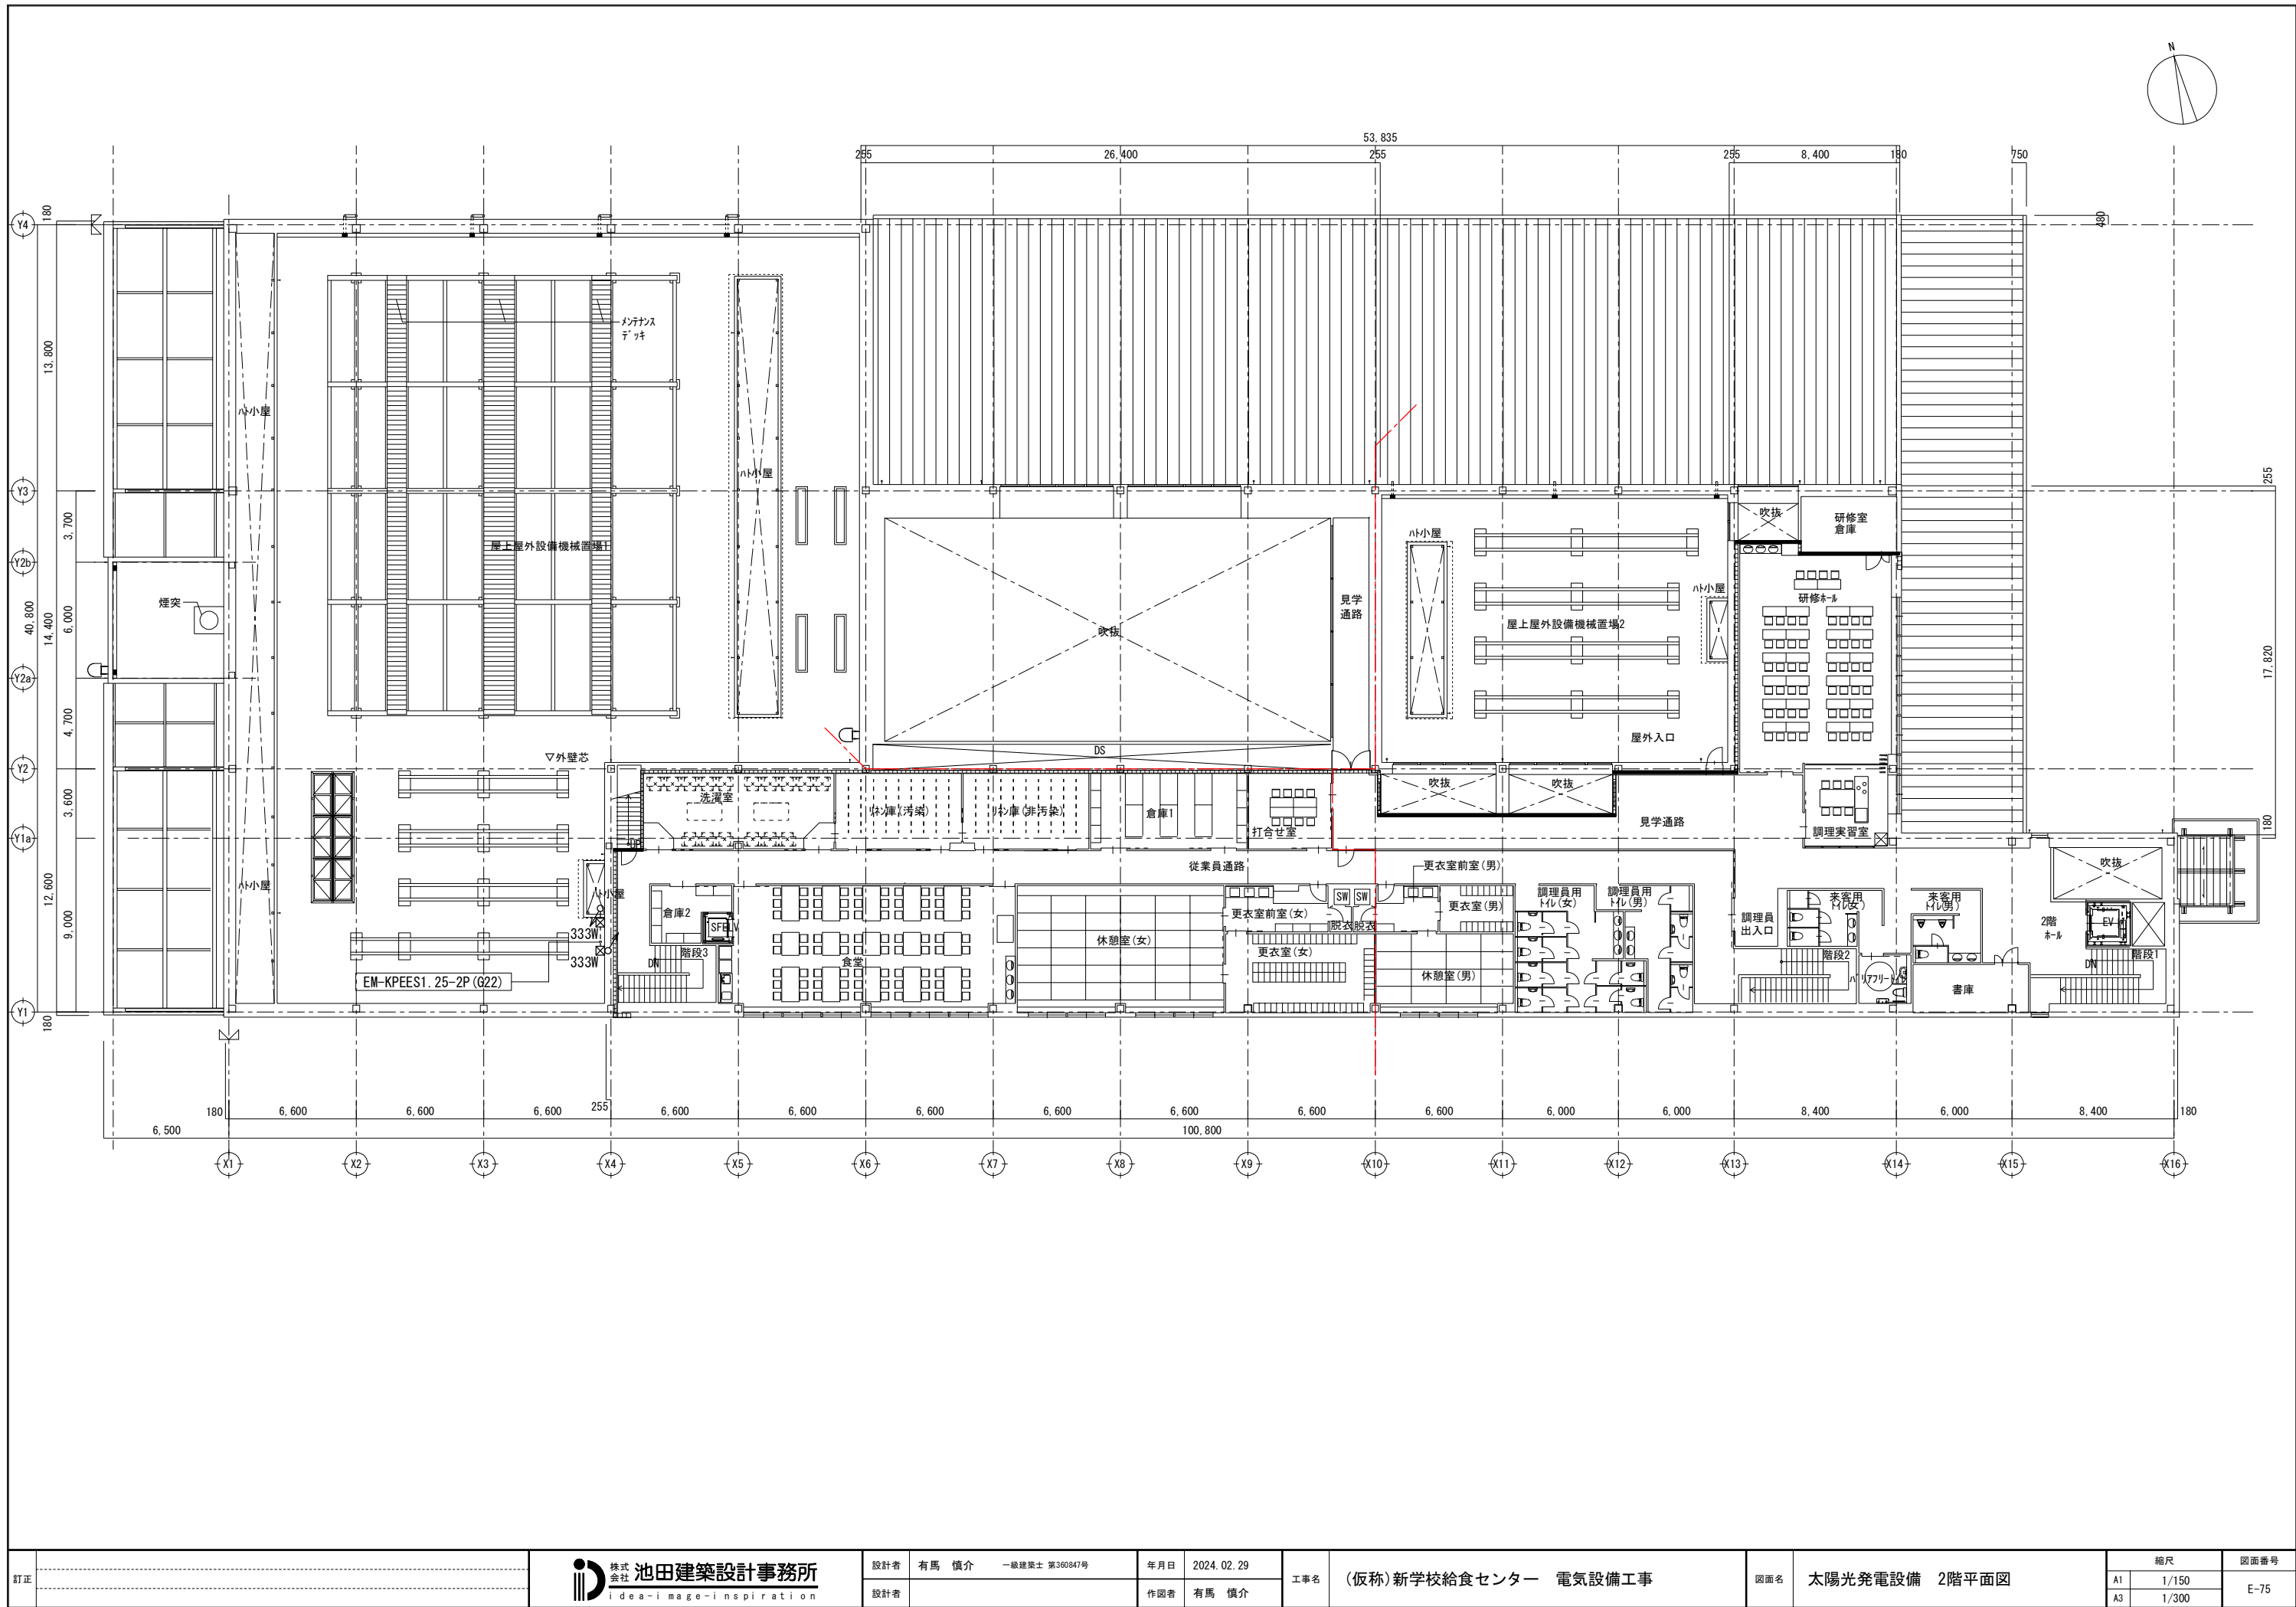 N
53,835
255
26,400
255
255
8,400
180
750
180
480
Y4
メンテナンス
デッキ
13,800
ハト小屋
ハト小屋
Y3
255
3,700
吹抜
研修室
倉庫
ハト小屋
屋上屋外設備機械置場1
Y2b
研修ホール
ハト小屋
煙突
見学
通路
40,800
14,400
6,000
吹抜
屋上屋外設備機械置場2
17,820
Y2a
4,700
屋外入口
DS
▽外壁芯
Y2
吹抜
吹抜
洗濯室
リネン庫(汚染)
リネン庫(非汚染)
倉庫1
打合せ室
見学通路
調理実習室
3,600
180
Y1a
従業員通路
更衣室前室(男)
吹抜
ハト小屋
ハト小屋
12,600
9,000
調理員用
トイレ(女)
調理員用
トイレ(男)
来客用
トイレ(女)
来客用
トイレ(男)
SW
SW
倉庫2
更衣室前室(女)
更衣室(男)
調理員
出入口
2階
ホール
EV
脱衣
脱衣
333W
休憩室(女)
更衣室(女)
階段3
階段2
階段1
333W
DN
食堂
休憩室(男)
DN
EM-KPEES1.25-2P(G22)
書庫
Y1
180
180
6,600
6,600
6,600
255
6,600
6,600
6,600
6,600
6,600
6,600
6,600
6,000
6,000
8,400
6,000
8,400
180
6,500
100,800
X1
X2
X3
X4
X5
X6
X7
X8
X9
X10
X11
X12
X13
X14
X15
X16
訂正
株式
会社 池田建築設計事務所
idea-image-inspiration
設計者 有馬 慎介 一級建築士 第360847号
設計者
年月日 2024.02.29
作図者 有馬 慎介
工事名 (仮称)新学校給食センター 電気設備工事
図面名 太陽光発電設備 2階平面図
縮尺
A1 1/150
A3 1/300
図面番号
E-75